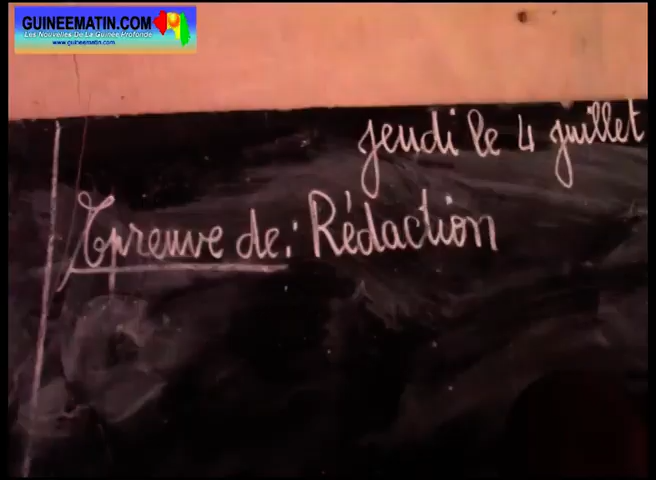 GUINEEMATIN.COM
Les Nouvelles De La Guinée Profonde
www.guineematin.com
jeudi le 4 juillet
Epreuve de: Rédaction